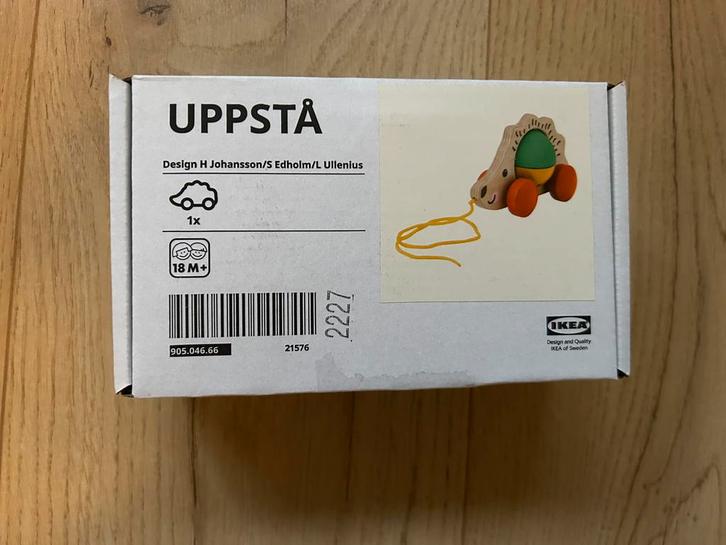 UPPSTÅ
Design H Johansson/S Edholm/L Ullenius
1x
18 M+
2227
905.046.66
21576
IKEA
Design and Quality
IKEA of Sweden